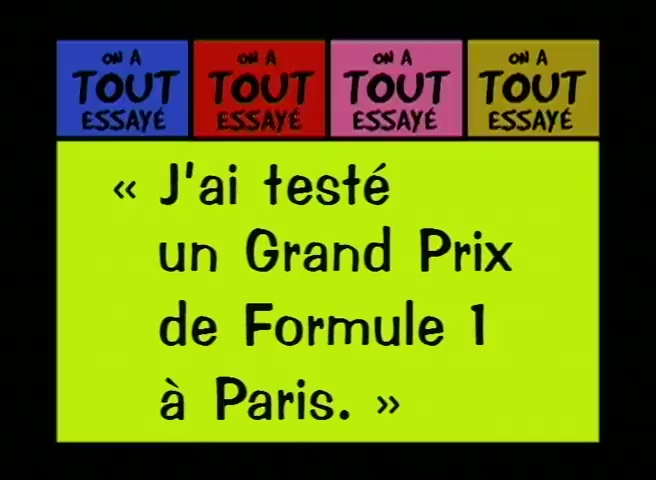 ON A TOUT ESSAYÉ
ON A TOUT ESSAYÉ
ON A TOUT ESSAYÉ
ON A TOUT ESSAYÉ
« J'ai testé
un Grand Prix
de Formule 1
à Paris. »